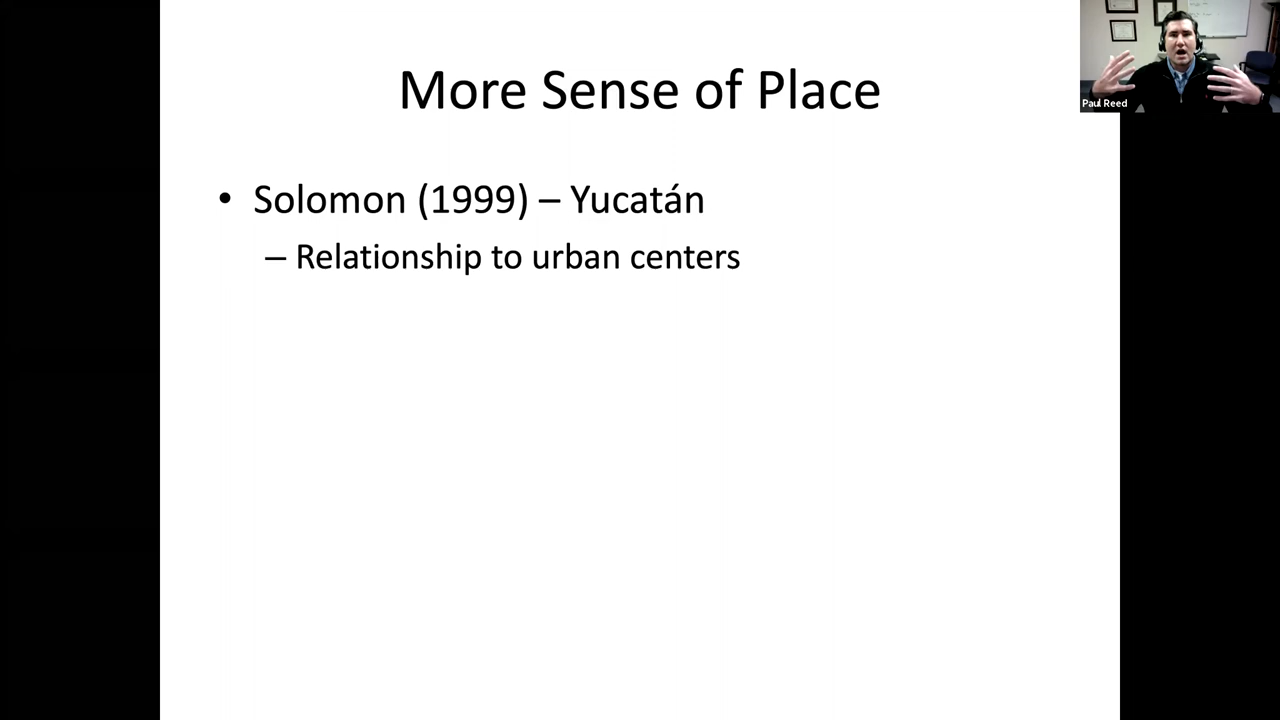 More Sense of Place
• Solomon (1999) – Yucatán
– Relationship to urban centers
Paul Reed